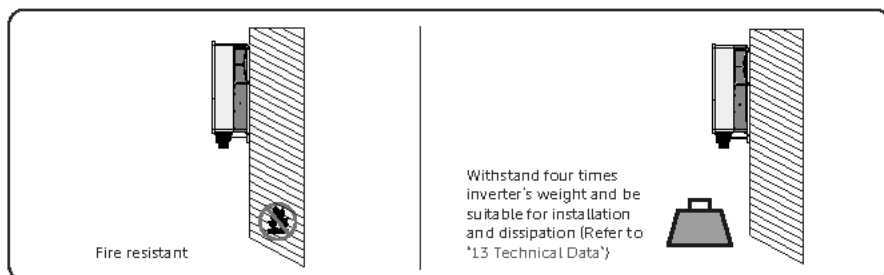 Fire resistant
Withstand four times
inverter's weight and be
suitable for installation
and dissipation (Refer to
"13 Technical Data")